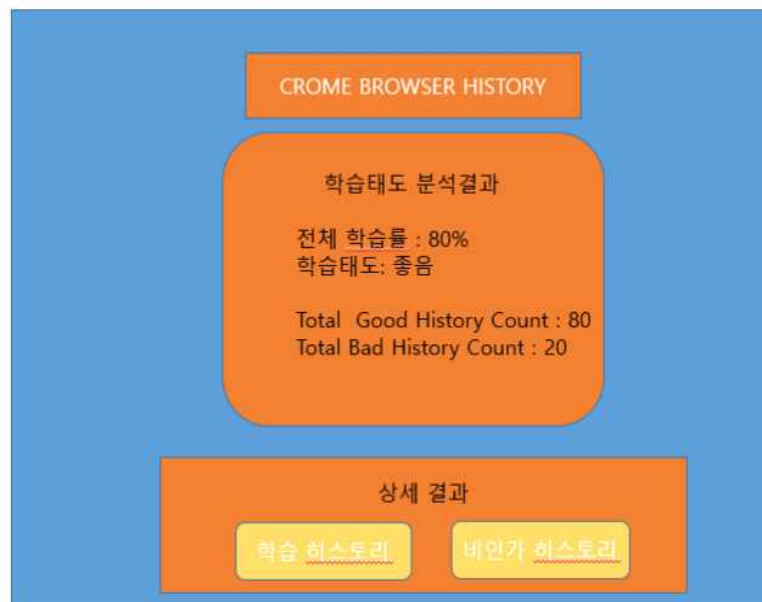 CROME BROWSER HISTORY
학습태도 분석결과
전체 학습률 : 80%
학습태도: 좋음
Total  Good History Count : 80
Total Bad History Count : 20
상세 결과
학습 히스토리
비인가 히스토리